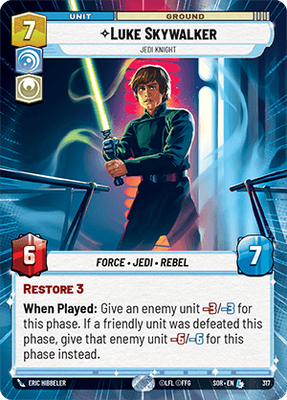 7
UNIT
GROUND
✧LUKE SKYWALKER
JEDI KNIGHT
6
7
FORCE • JEDI • REBEL
RESTORE 3
When Played: Give an enemy unit -3/-3 for
this phase. If a friendly unit was defeated this
phase, give that enemy unit -6/-6 for this
phase instead.
ERIC HIBBELER
©LFL ©FFG
SOR • EN
317